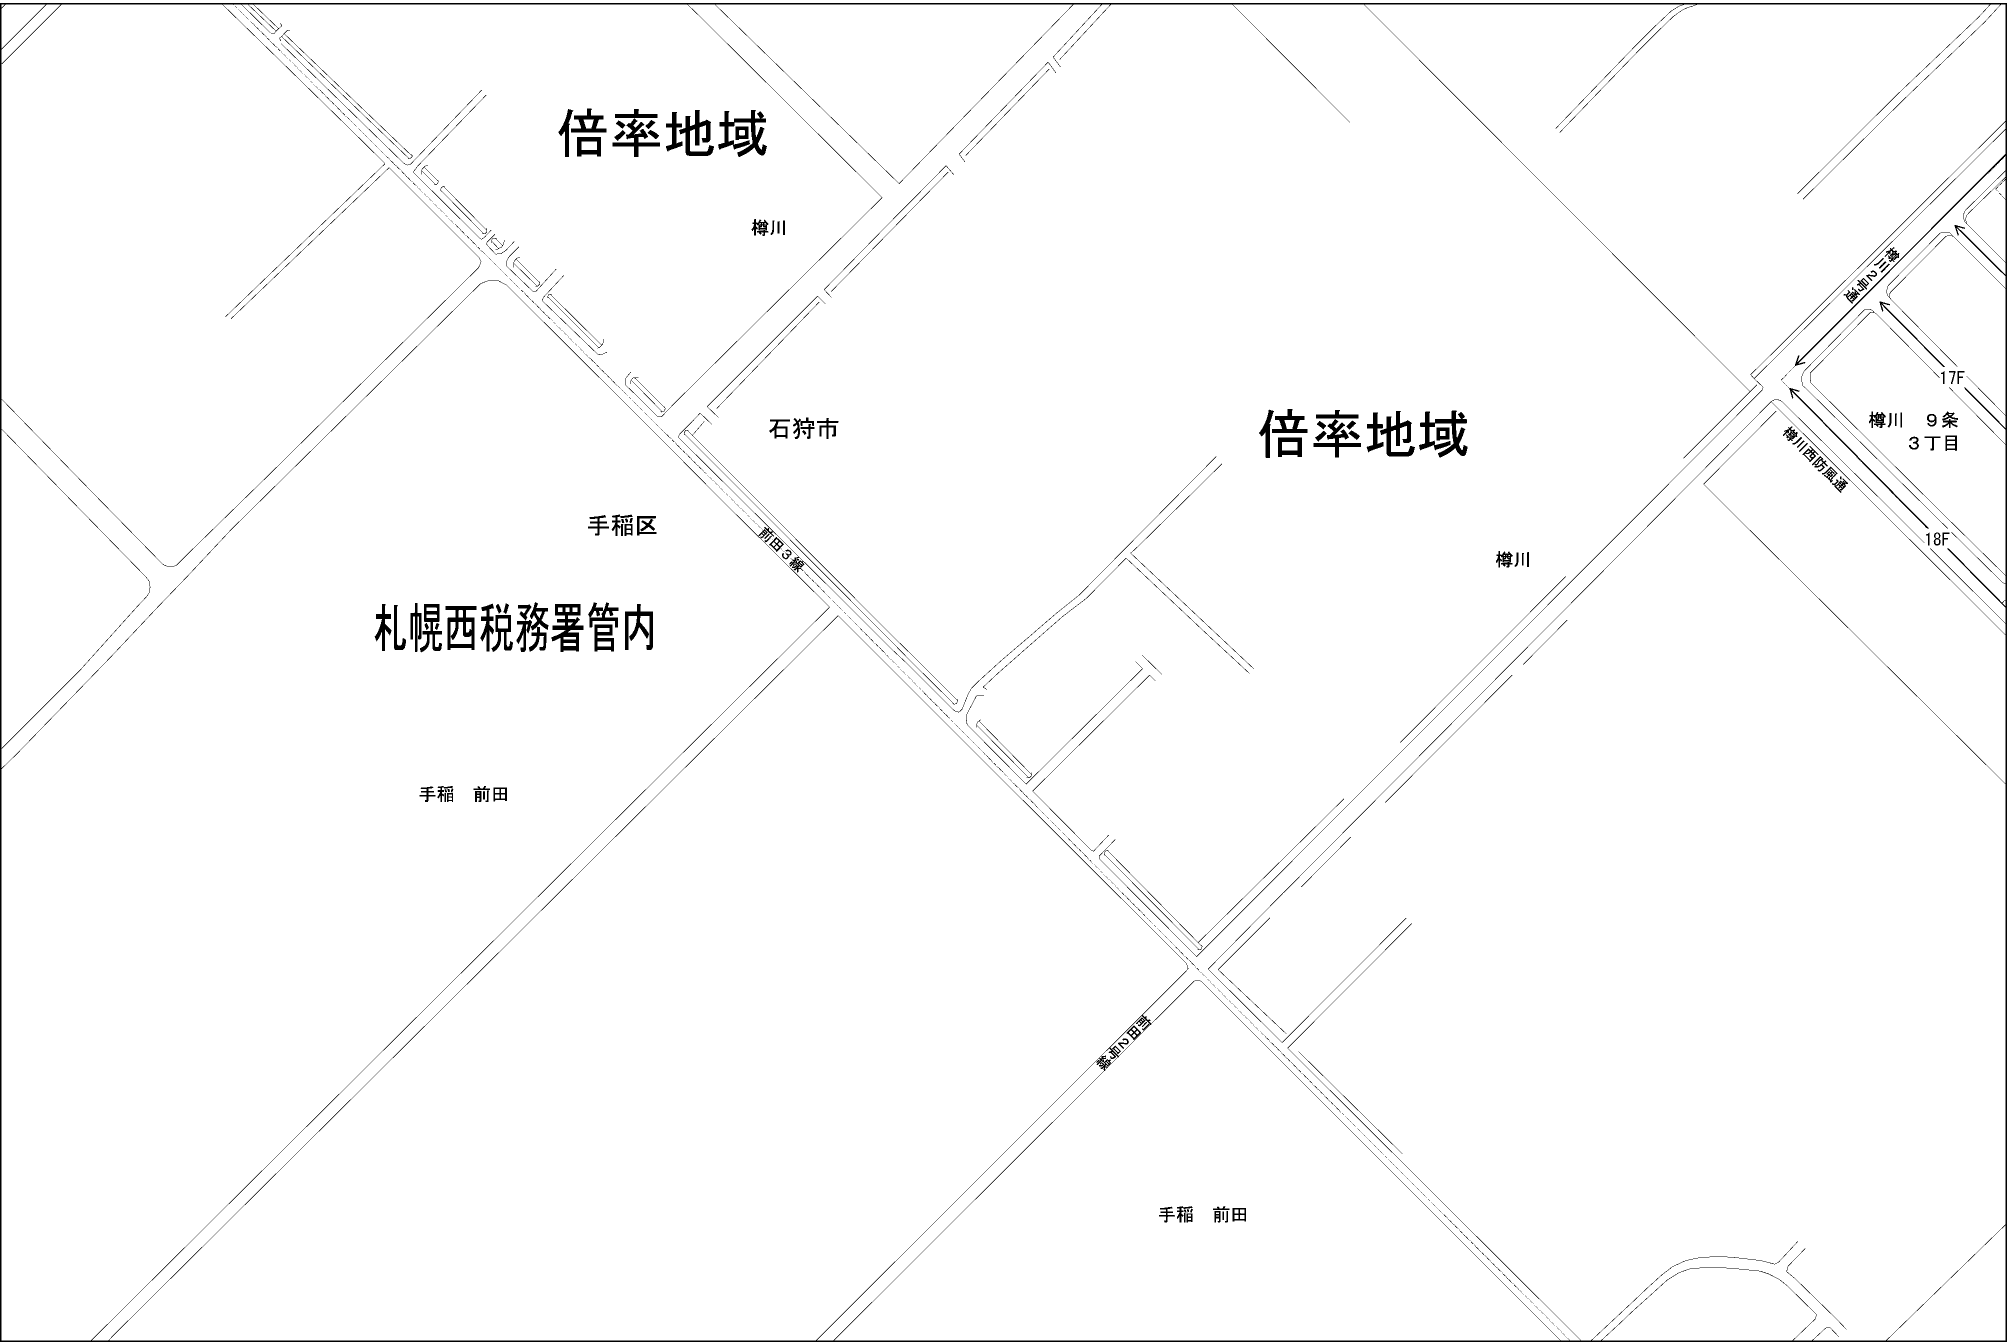 倍率地域
樽川
樽川2号通
17F
樽川　9条
3丁目
石狩市
倍率地域
樽川西防風通
手稲区
前田3線
18F
樽川
札幌西税務署管内
手稲　前田
前田2号線
手稲　前田